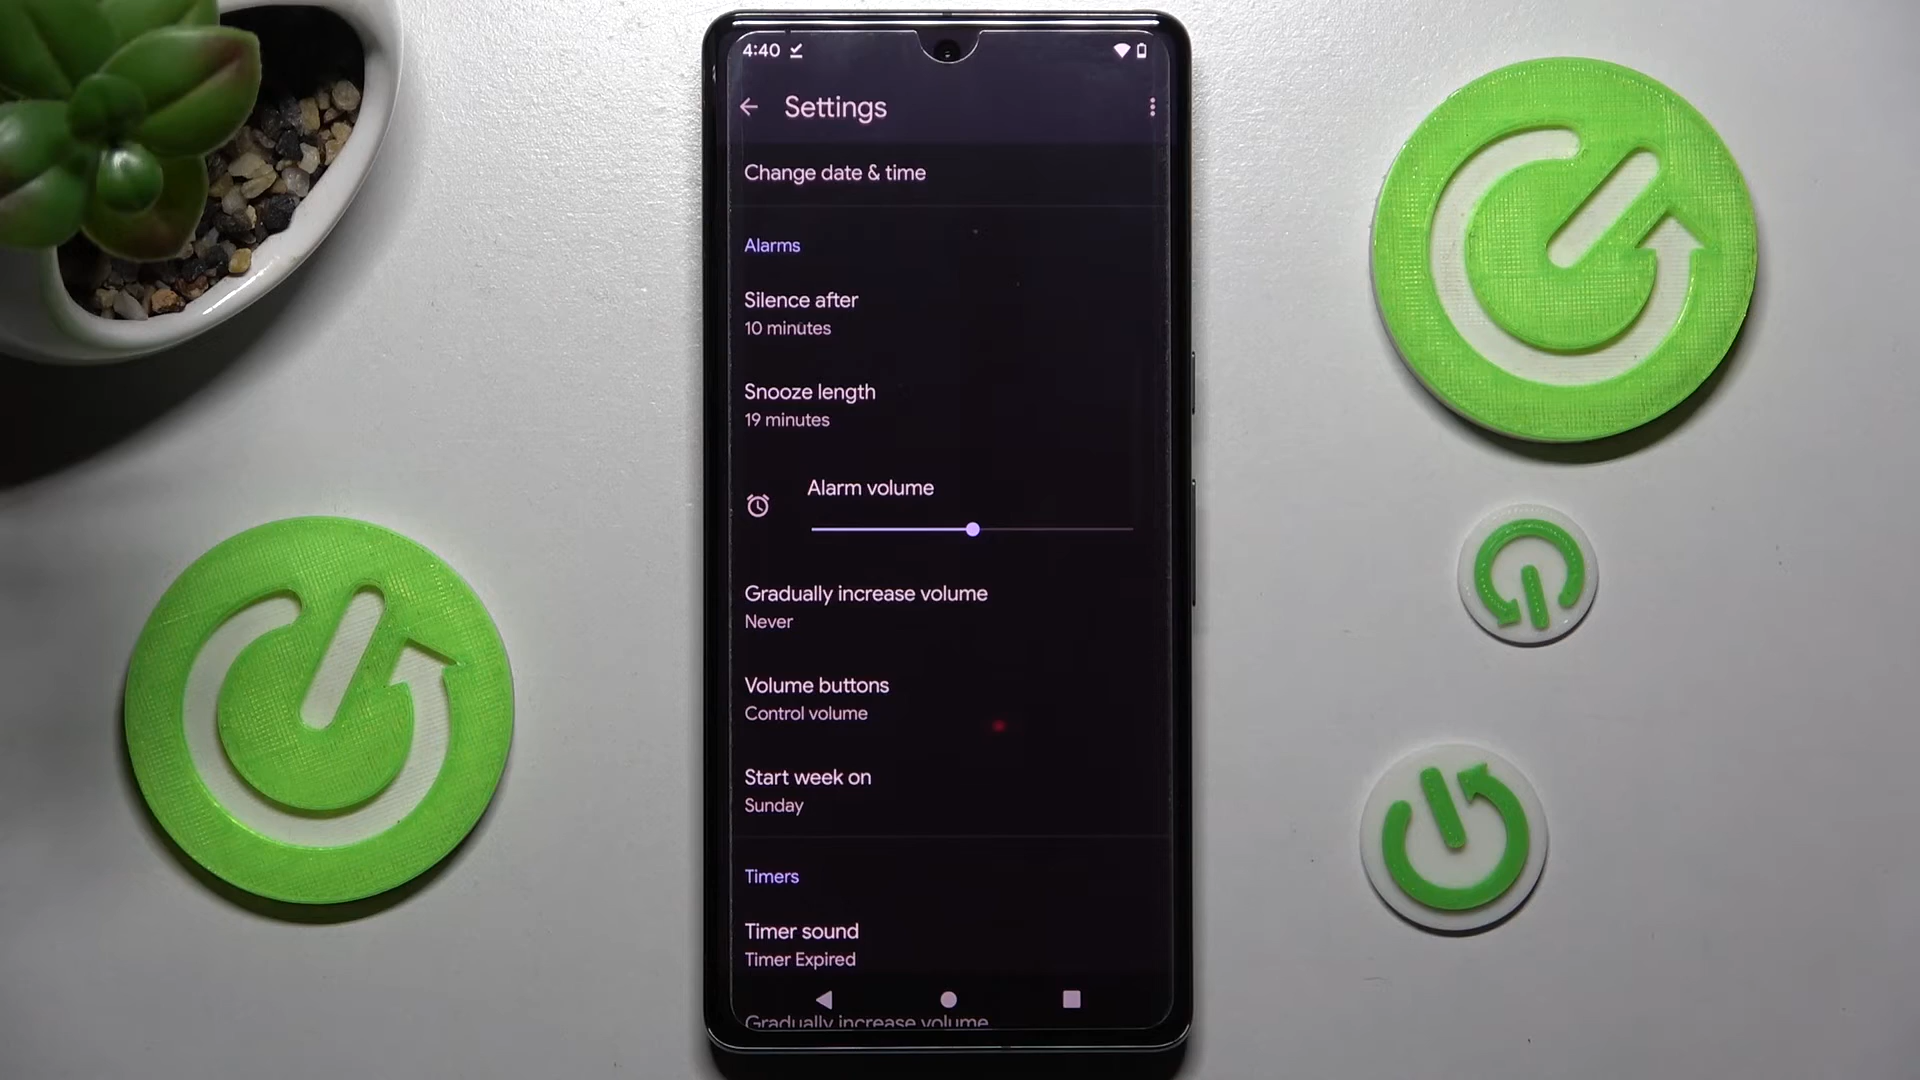 4:40
Settings
Change date & time
Alarms
Silence after
10 minutes
Snooze length
19 minutes
Alarm volume
Gradually increase volume
Never
Volume buttons
Control volume
Start week on
Sunday
Timers
Timer sound
Timer Expired
Gradually increase volume